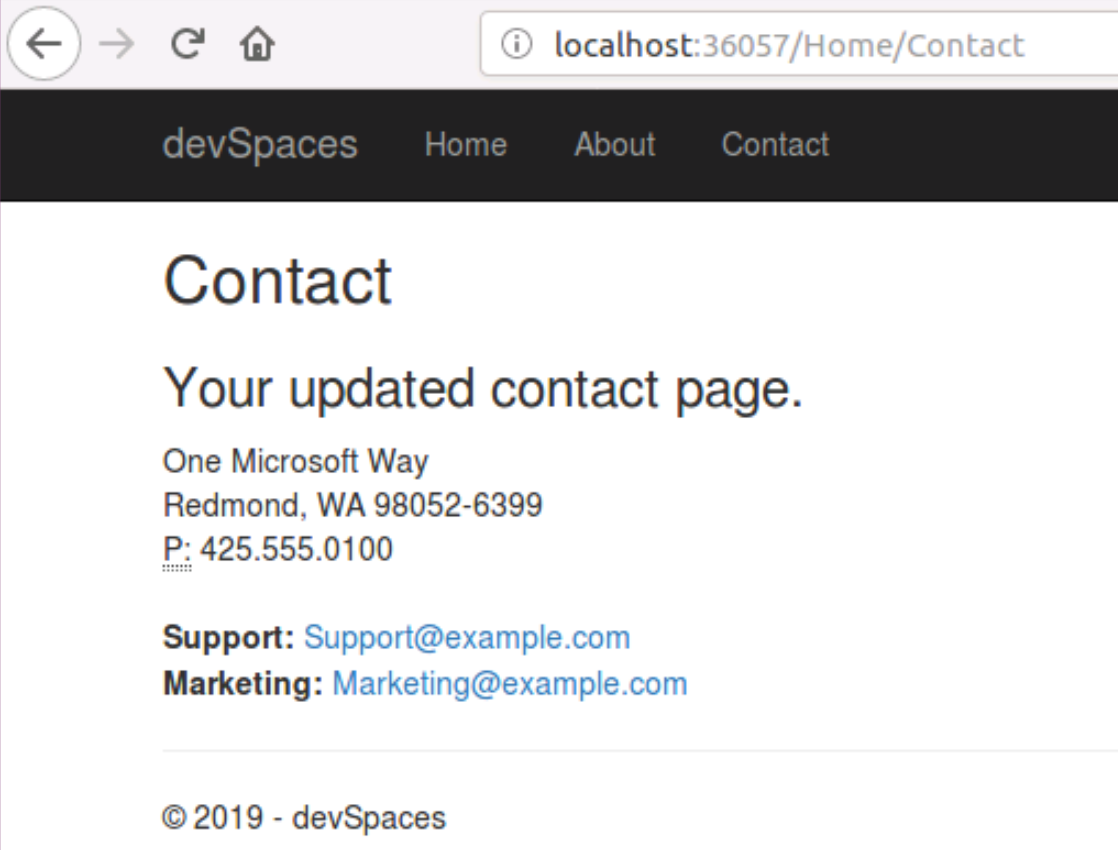 localhost:36057/Home/Contact
devSpaces Home About Contact
Contact
Your updated contact page.
One Microsoft Way
Redmond, WA 98052-6399
P: 425.555.0100
Support: Support@example.com
Marketing: Marketing@example.com
© 2019 - devSpaces